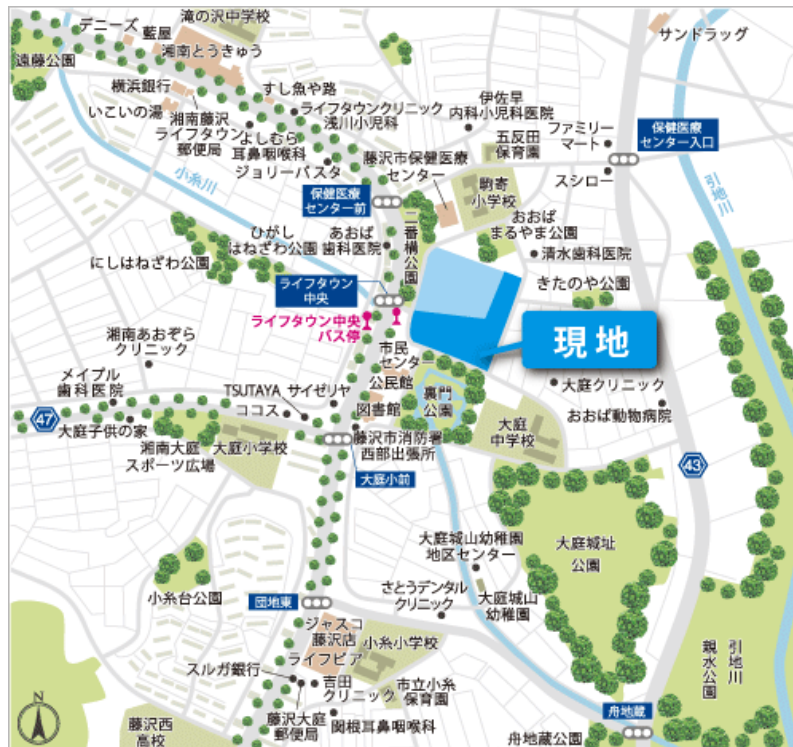 滝の沢中学校
デニーズ
藍屋
湘南とうきゅう
遠藤公園
サンドラッグ
横浜銀行
すし魚や路
いこいの湯
湘南藤沢
ライフタウン
郵便局
ライフタウンクリニック
浅川小児科
よしむら
耳鼻咽喉科
ジョリーパスタ
伊佐早
内科小児科医院
五反田
保育園
ファミリー
マート
保健医療
センター入口
スシロー
藤沢市保健医療
センター
駒寄
小学校
小糸川
引地川
保健医療
センター前
二番構公園
おおば
まるやま公園
ひがし
はねざわ公園
あおば
歯科医院
清水歯科医院
にしはねざわ公園
きたのや公園
ライフタウン
中央
ライフタウン中央
バス停
現地
湘南あおぞら
クリニック
市民
センター
公民館
裏門
公園
メイプル
歯科医院
TSUTAYA
サイゼリヤ
ココス
図書館
大庭クリニック
おおば動物病院
47
大庭子供の家
湘南大庭
スポーツ広場
大庭小学校
藤沢市消防署
西部出張所
大庭
中学校
大庭小前
43
大庭城山幼稚園
地区センター
大庭城址
公園
小糸台公園
さとうデンタル
クリニック
大庭城山
幼稚園
団地東
ジャスコ
藤沢店
ライフピア
小糸小学校
スルガ銀行
吉田
クリニック
市立小糸
保育園
引地川
親水公園
N
藤沢西
高校
藤沢大庭
郵便局
関根耳鼻咽喉科
舟地蔵
舟地蔵公園